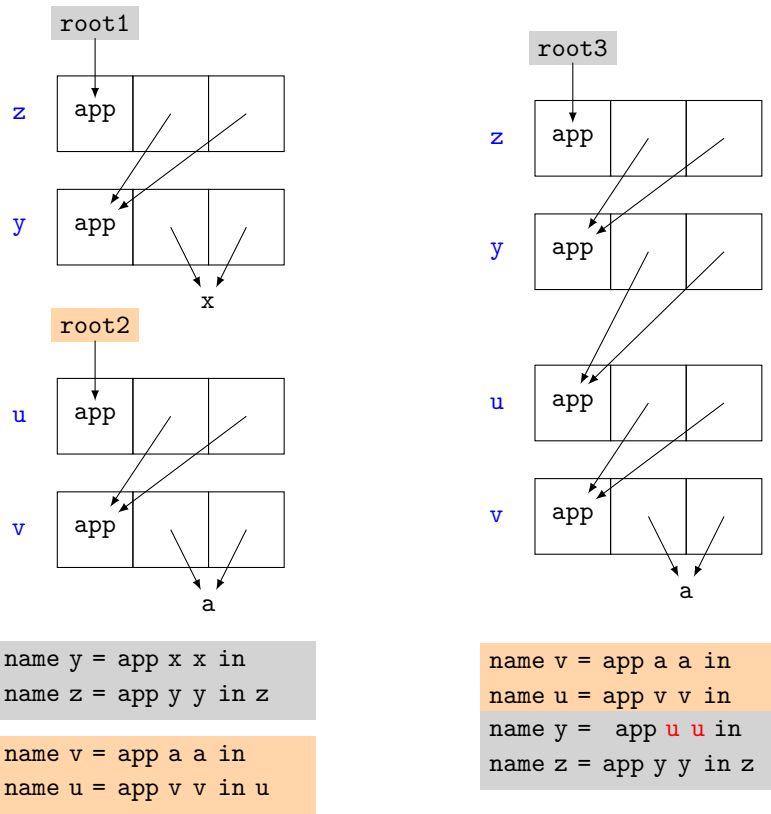 root1
z app
y app
x
root2
u app
v app
a
name y = app x x in
name z = app y y in z
name v = app a a in
name u = app v v in u
root3
z app
y app
u app
v app
a
name v = app a a in
name u = app v v in
name y = app u u in
name z = app y y in z